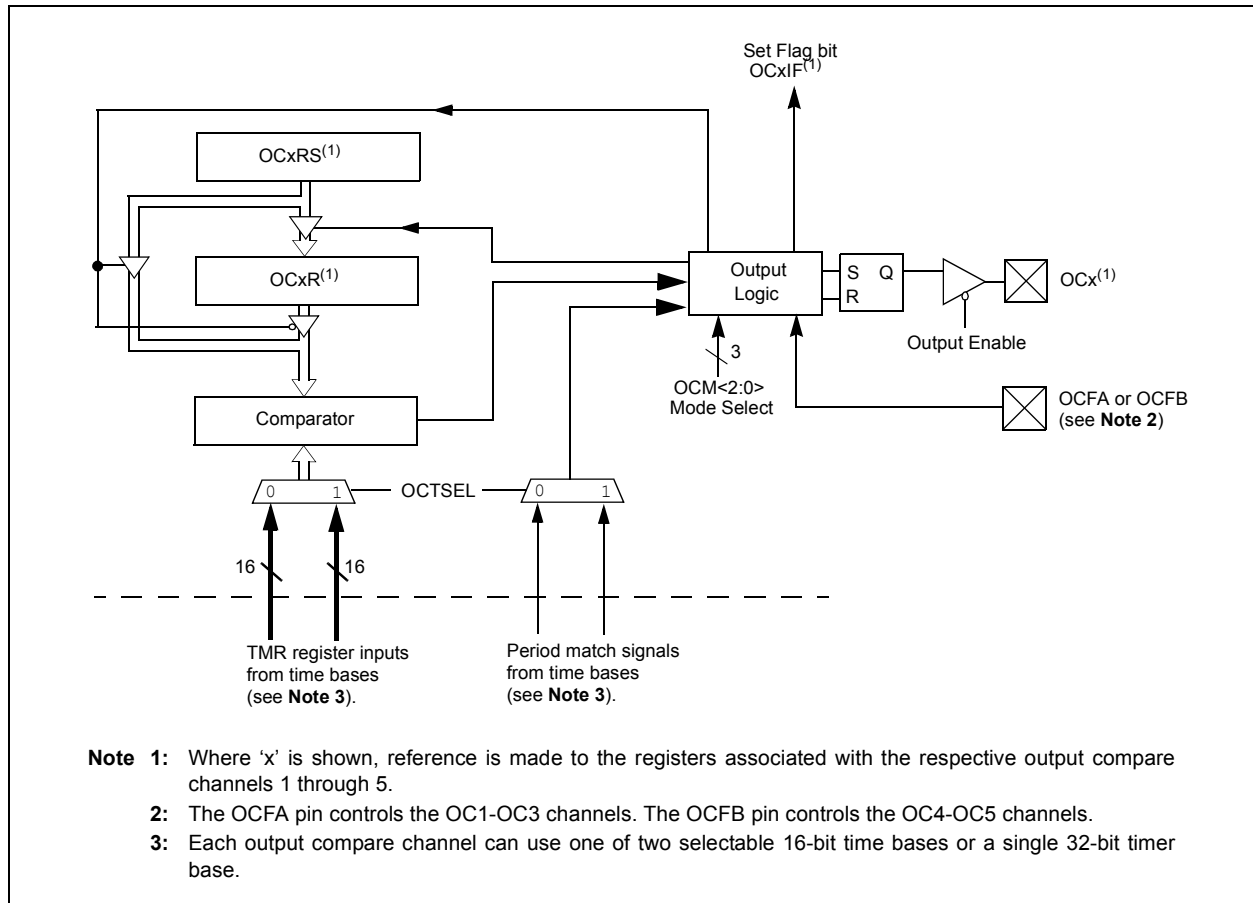 Set Flag bit
OCxIF(1)
OCxRS(1)
OCxR(1)
Output
Logic
S Q
R
OCx(1)
Output Enable
3
OCM<2:0>
Mode Select
OCFA or OCFB
(see Note 2)
Comparator
0 1
OCTSEL
0 1
16
16
TMR register inputs
from time bases
(see Note 3).
Period match signals
from time bases
(see Note 3).
Note 1: Where ‘x’ is shown, reference is made to the registers associated with the respective output compare
channels 1 through 5.
2: The OCFA pin controls the OC1-OC3 channels. The OCFB pin controls the OC4-OC5 channels.
3: Each output compare channel can use one of two selectable 16-bit time bases or a single 32-bit timer
base.